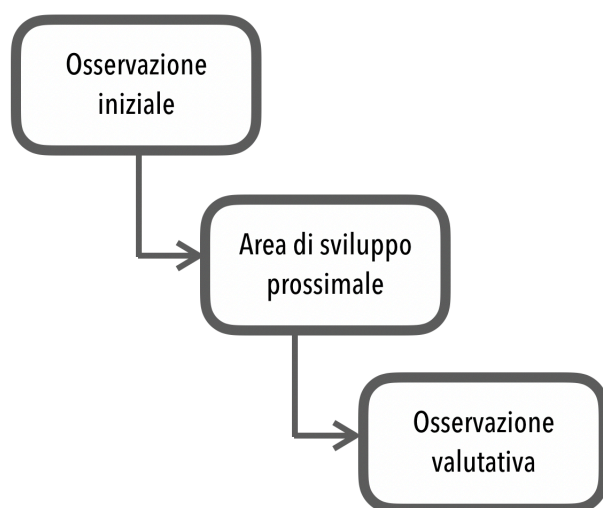 Osservazione
iniziale
Area di sviluppo
prossimale
Osservazione
valutativa